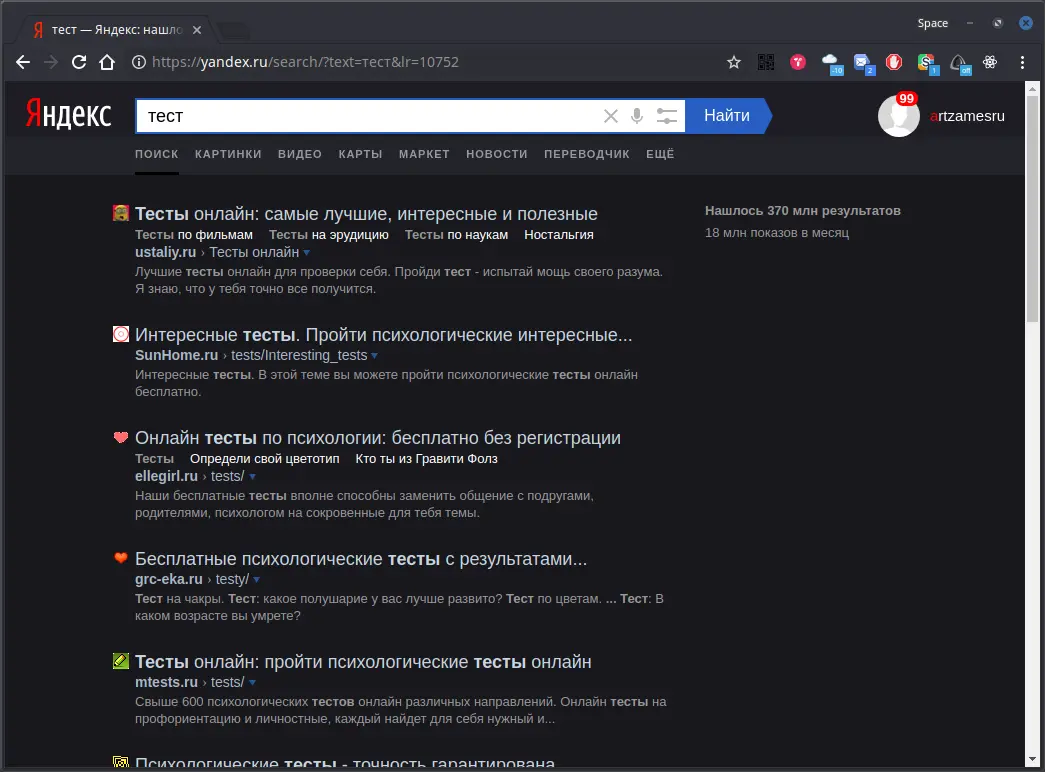 тест — Яндекс: нашло
Space
https://yandex.ru/search/?text=тест&lr=10752
-10
2
1
off
Яндекс
тест
Найти
99
artzamesru
ПОИСК КАРТИНКИ ВИДЕО КАРТЫ МАРКЕТ НОВОСТИ ПЕРЕВОДЧИК ЕЩЁ
Тесты онлайн: самые лучшие, интересные и полезные
Тесты по фильмам Тесты на эрудицию Тесты по наукам Ностальгия
ustaliy.ru › Тесты онлайн
Лучшие тесты онлайн для проверки себя. Пройди тест - испытай мощь своего разума.
Я знаю, что у тебя точно все получится.
Нашлось 370 млн результатов
18 млн показов в месяц
Интересные тесты. Пройти психологические интересные...
SunHome.ru › tests/Interesting_tests
Интересные тесты. В этой теме вы можете пройти психологические тесты онлайн
бесплатно.
Онлайн тесты по психологии: бесплатно без регистрации
Тесты Определи свой цветотип Кто ты из Гравити Фолз
ellegirl.ru › tests/
Наши бесплатные тесты вполне способны заменить общение с подругами,
родителями, психологом на сокровенные для тебя темы.
Бесплатные психологические тесты с результатами...
grc-eka.ru › testy/
Тест на чакры. Тест: какое полушарие у вас лучше развито? Тест по цветам. ... Тест: В
каком возрасте вы умрете?
Тесты онлайн: пройти психологические тесты онлайн
mtests.ru › tests/
Свыше 600 психологических тестов онлайн различных направлений. Онлайн тесты на
профориентацию и личностные, каждый найдет для себя нужный и...
Психологические тесты - точность гарантирована